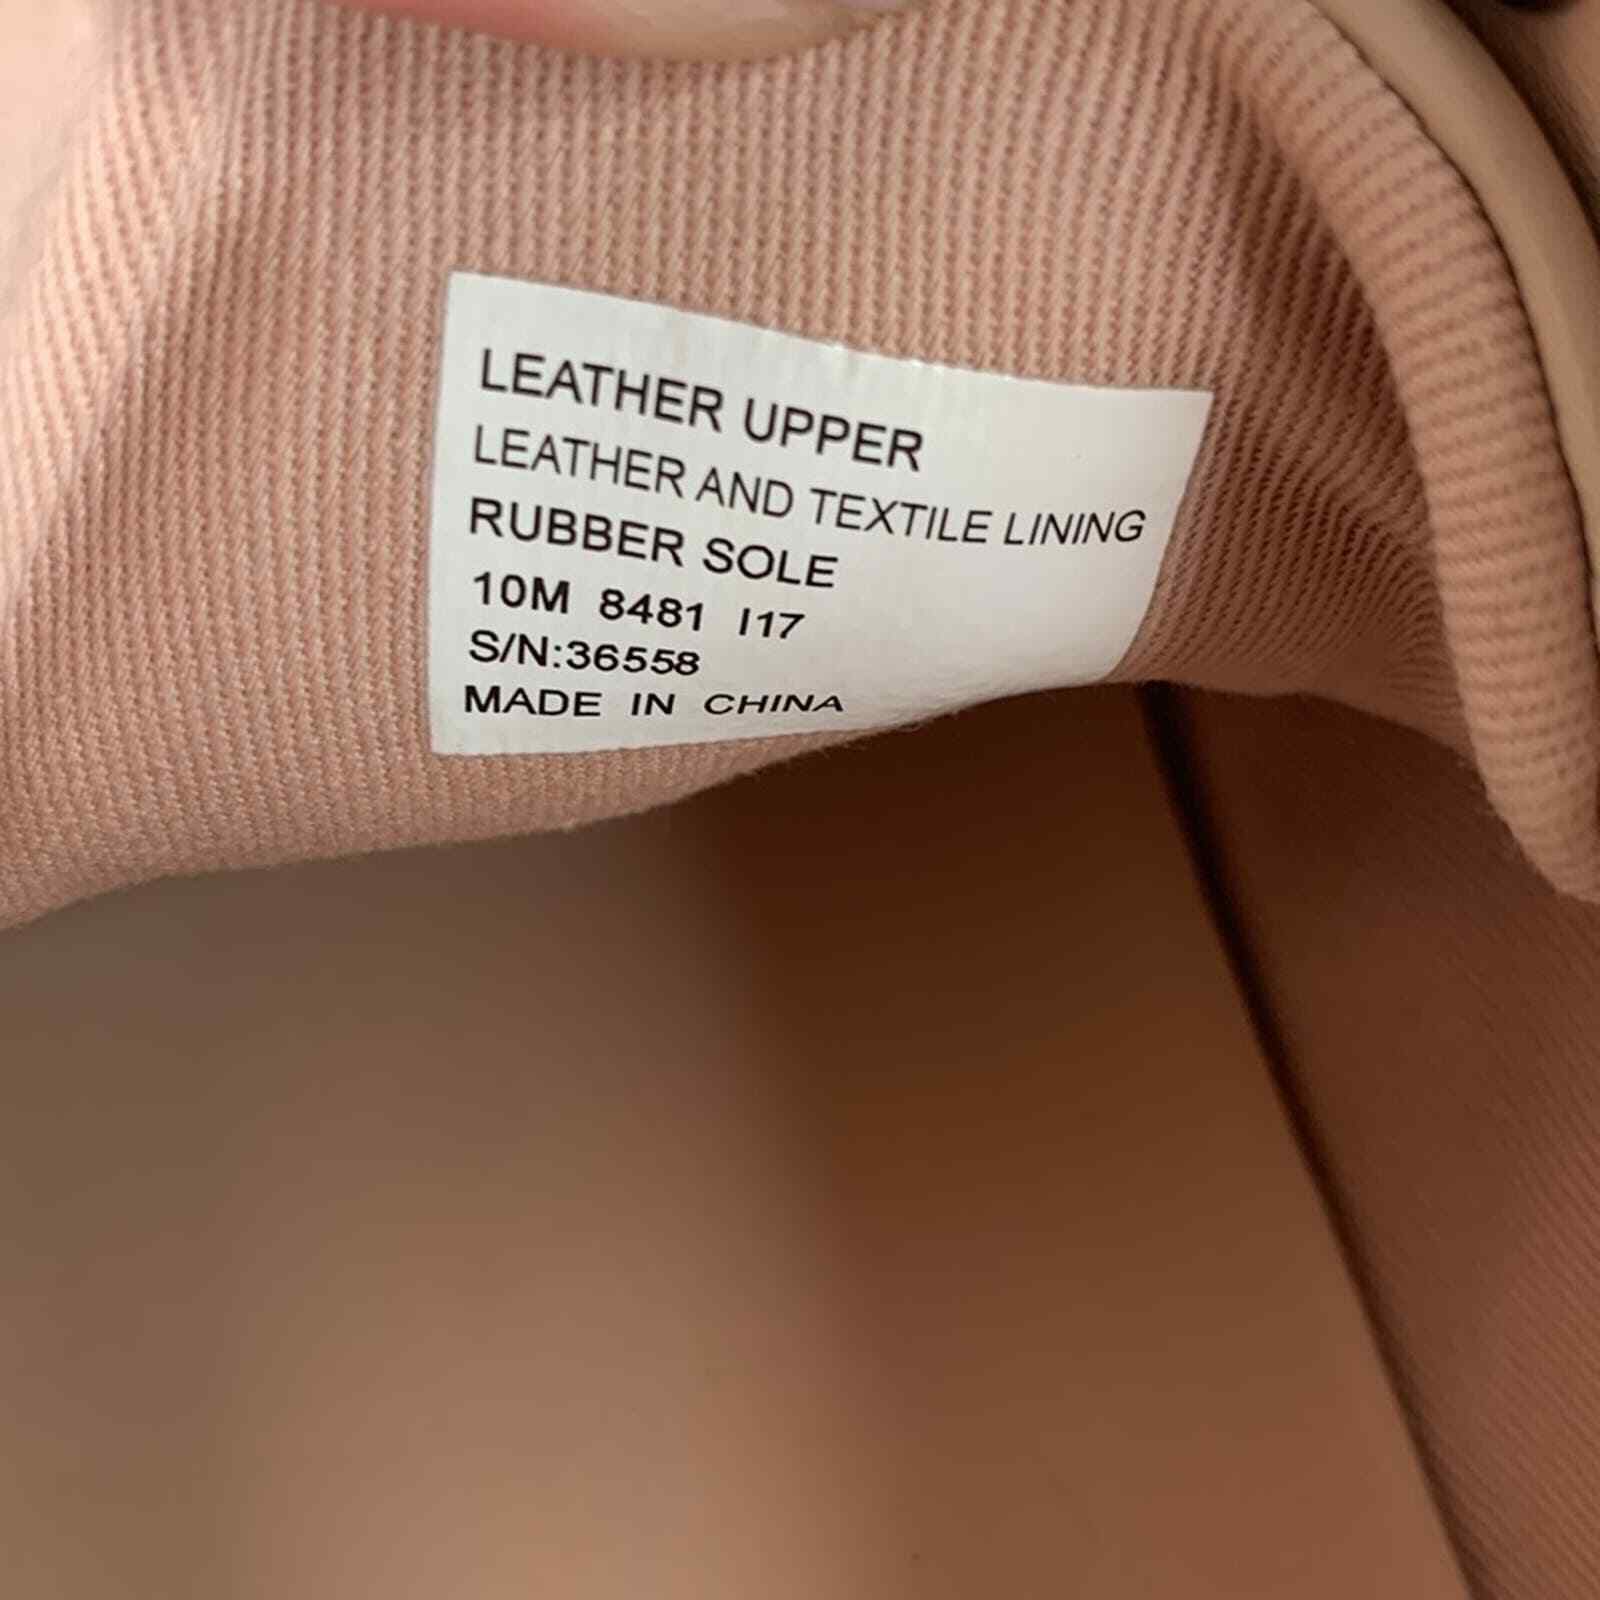 LEATHER UPPER
LEATHER AND TEXTILE LINING
RUBBER SOLE
10M 8481 I17
S/N:36558
MADE IN CHINA